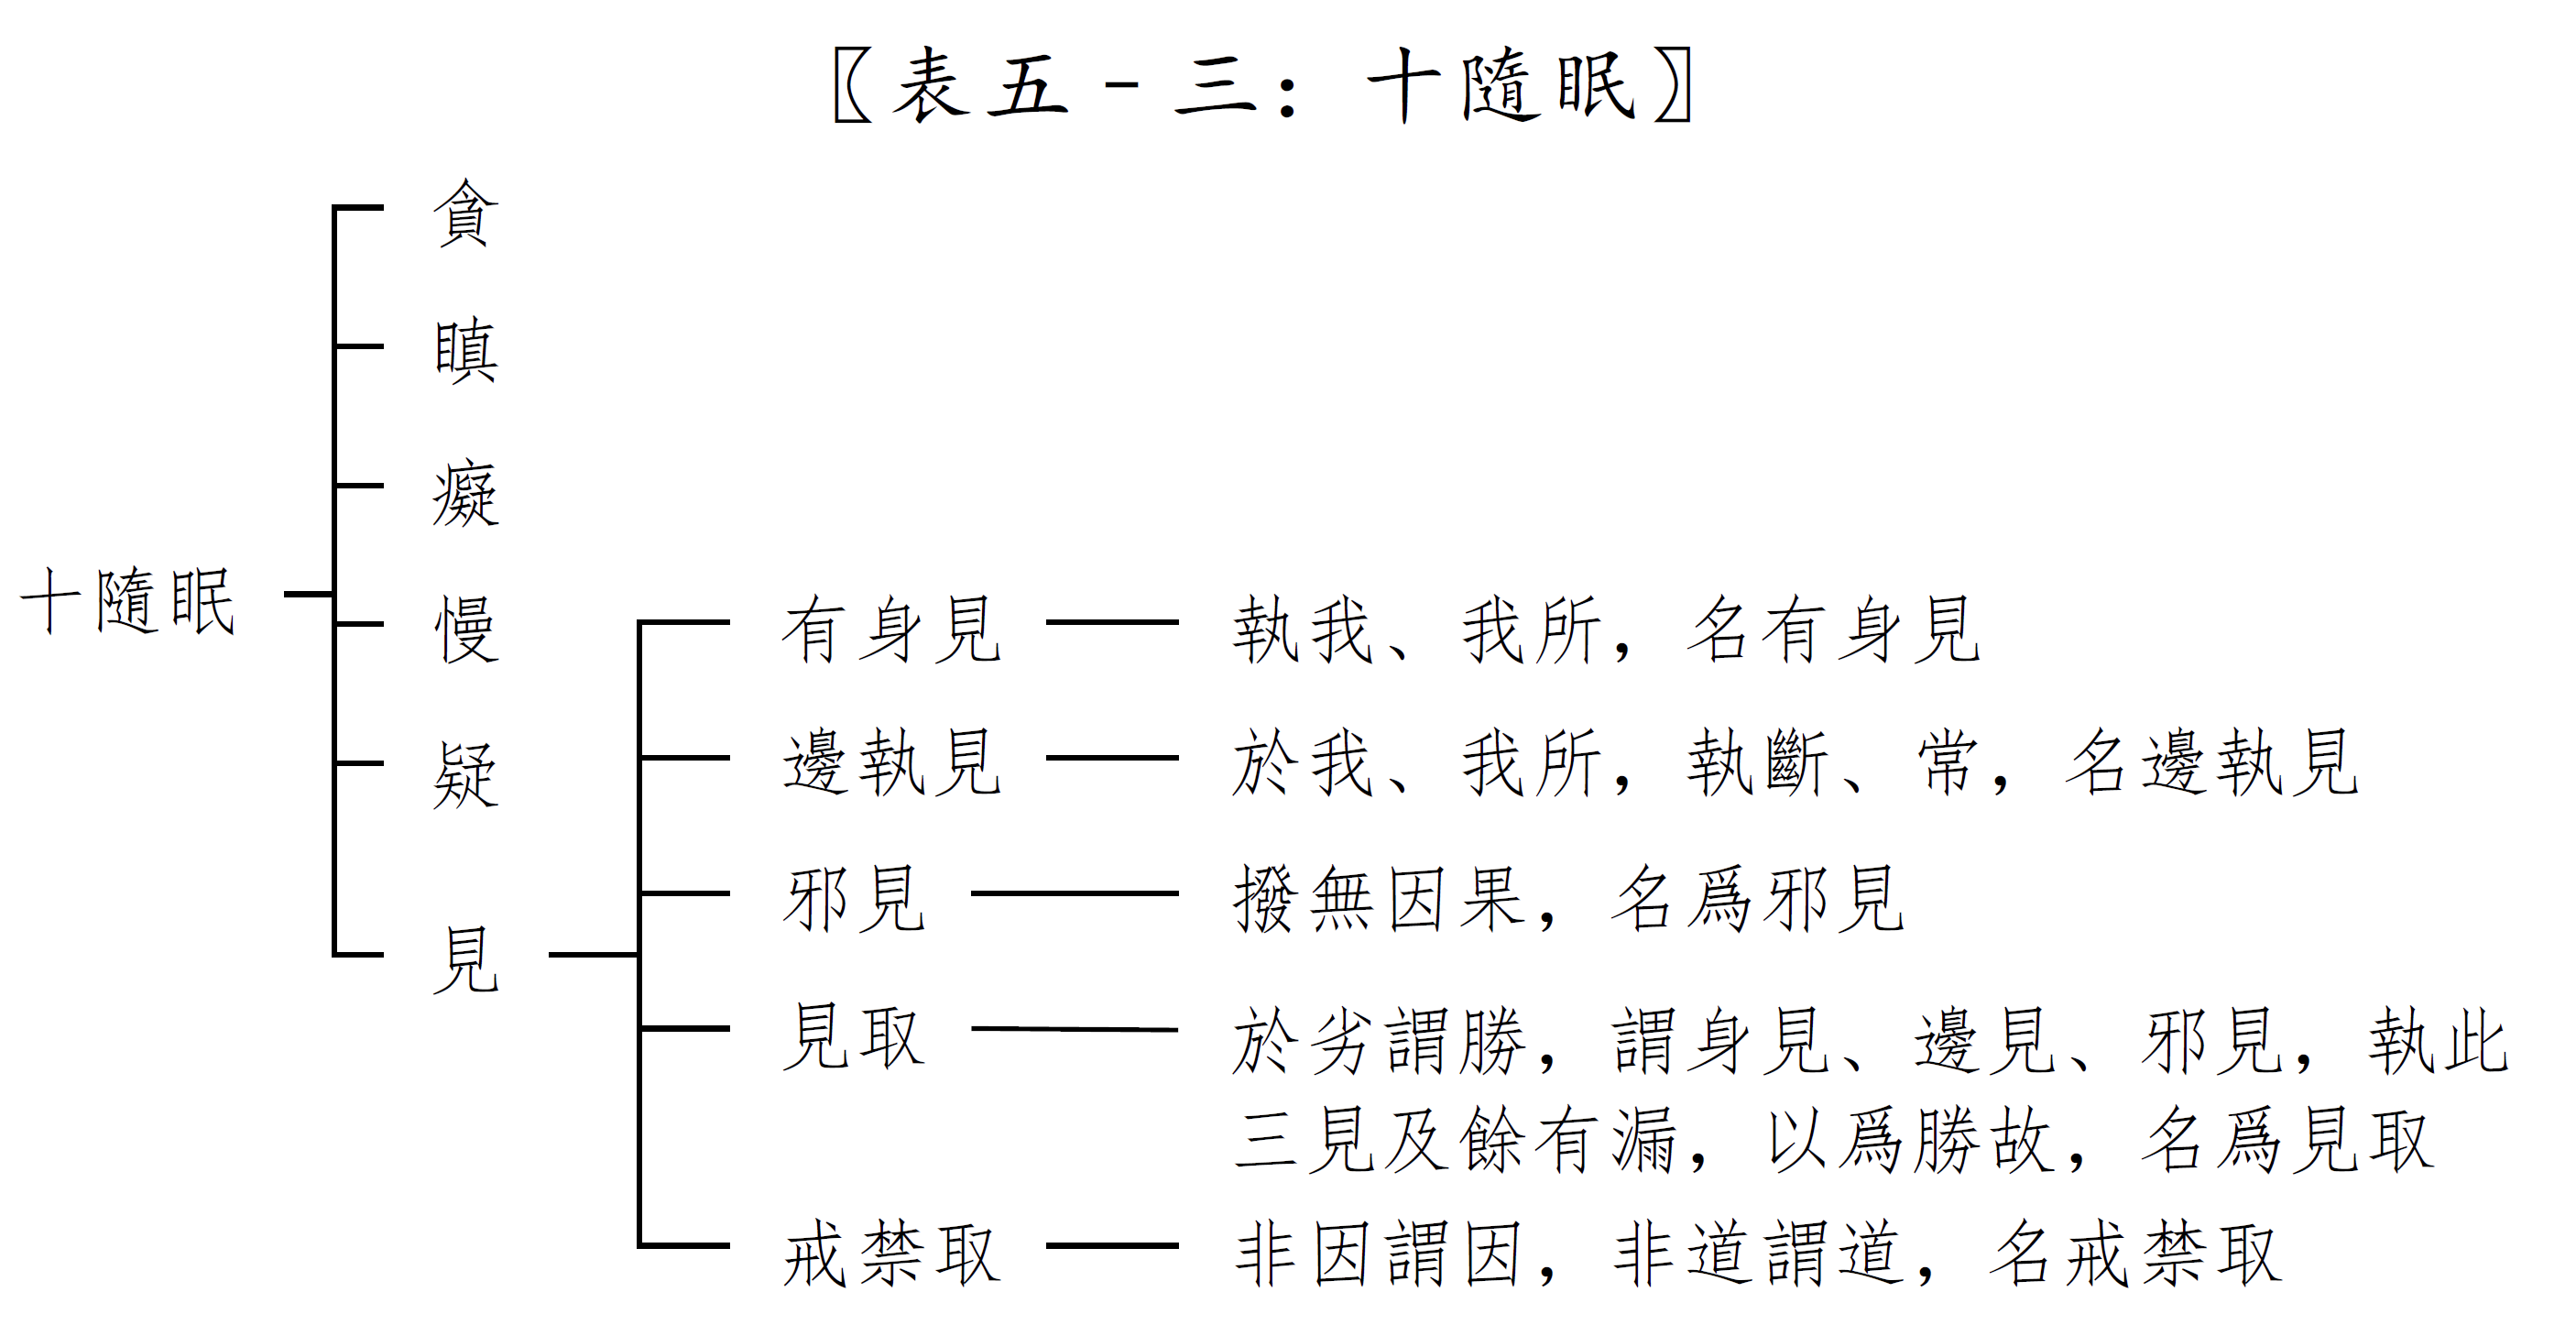 〖表五-三：十隨眠〗
十隨眠
貪
瞋
癡
慢
疑
見
有身見 執我、我所，名有身見
邊執見 於我、我所，執斷、常，名邊執見
邪見 撥無因果，名爲邪見
見取 於劣謂勝，謂身見、邊見、邪見，執此
三見及餘有漏，以爲勝故，名爲見取
戒禁取 非因謂因，非道謂道，名戒禁取